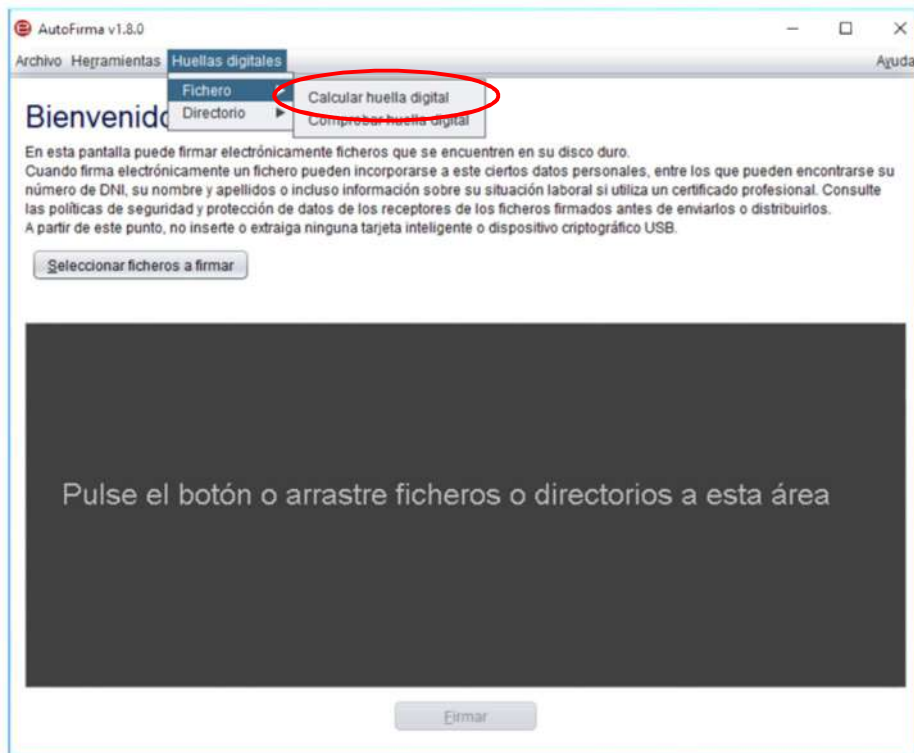 AutoFirma v1.8.0
Archivo Herramientas Huellas digitales Ayuda
Fichero
Calcular huella digital
Directorio
Comprobar huella digital
En esta pantalla puede firmar electrónicamente ficheros que se encuentren en su disco duro.
Cuando firma electrónicamente un fichero pueden incorporarse a este ciertos datos personales, entre los que pueden encontrarse su
número de DNI, su nombre y apellidos o incluso información sobre su situación laboral si utiliza un certificado profesional. Consulte
las políticas de seguridad y protección de datos de los receptores de los ficheros firmados antes de enviarlos o distribuirlos.
A partir de este punto, no inserte o extraiga ninguna tarjeta inteligente o dispositivo criptográfico USB.
Seleccionar ficheros a firmar
Pulse el botón o arrastre ficheros o directorios a esta área
Firmar